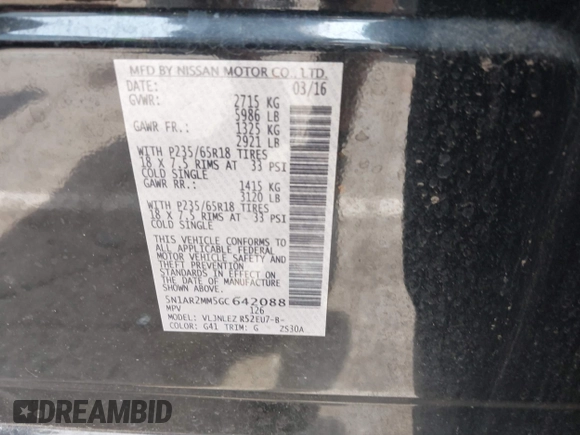 MFD BY NISSAN MOTOR CO., LTD.
DATE: 03/16
GVWR: 2715 KG
5986 LB
GAWR FR.: 1325 KG
2921 LB
WITH P235/65R18 TIRES
18 X 7.5 RIMS AT 33 PSI
COLD SINGLE
GAWR RR.: 1415 KG
3120 LB
WITH P235/65R18 TIRES
18 X 7.5 RIMS AT 33 PSI
COLD SINGLE
THIS VEHICLE CONFORMS TO
ALL APPLICABLE FEDERAL
MOTOR VEHICLE SAFETY AND
THEFT PREVENTION
STANDARDS IN EFFECT ON
THE DATE OF MANUFACTURE
SHOWN ABOVE.
5N1AR2MM5GC642088
MPV 126
MODEL: VLJNLEZ R52EU7-B-
COLOR: G41 TRIM: G 2S30A
DREAMBID